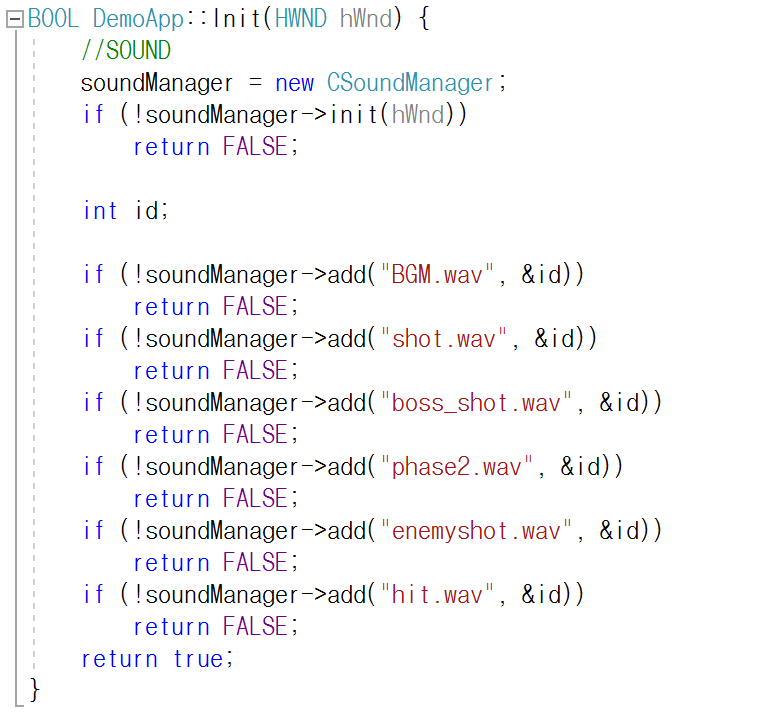 BOOL DemoApp::Init(HWND hWnd) {
    //SOUND
    soundManager = new CSoundManager;
    if (!soundManager->init(hWnd))
        return FALSE;

    int id;

    if (!soundManager->add("BGM.wav", &id))
        return FALSE;
    if (!soundManager->add("shot.wav", &id))
        return FALSE;
    if (!soundManager->add("boss_shot.wav", &id))
        return FALSE;
    if (!soundManager->add("phase2.wav", &id))
        return FALSE;
    if (!soundManager->add("enemyshot.wav", &id))
        return FALSE;
    if (!soundManager->add("hit.wav", &id))
        return FALSE;
    return true;
}